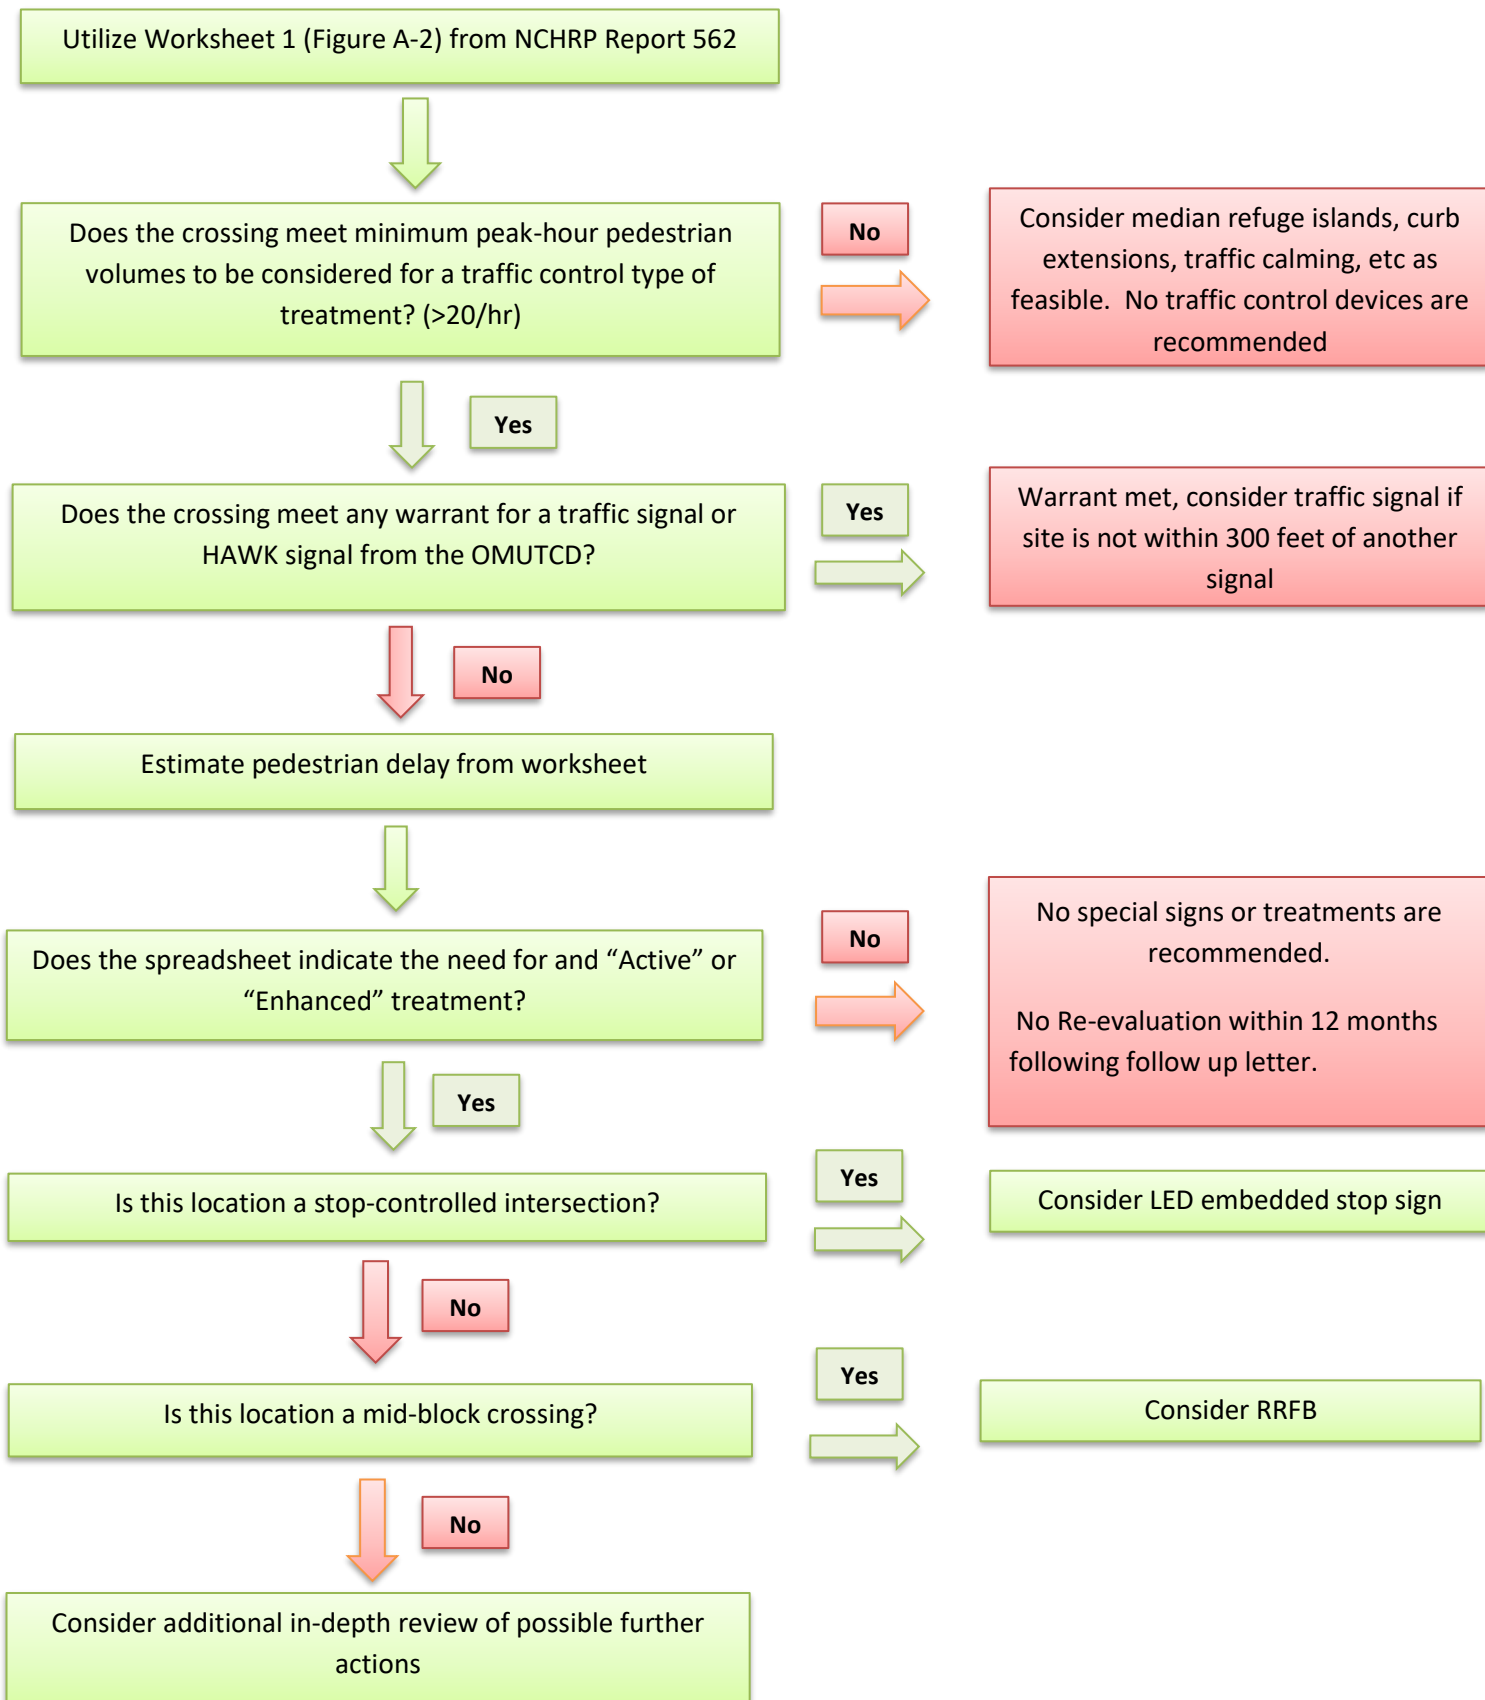 Utilize Worksheet 1 (Figure A-2) from NCHRP Report 562
Does the crossing meet minimum peak-hour pedestrian
volumes to be considered for a traffic control type of
treatment? (>20/hr)
No
Consider median refuge islands, curb
extensions, traffic calming, etc as
feasible.  No traffic control devices are
recommended
Yes
Does the crossing meet any warrant for a traffic signal or
HAWK signal from the OMUTCD?
Yes
Warrant met, consider traffic signal if
site is not within 300 feet of another
signal
No
Estimate pedestrian delay from worksheet
Does the spreadsheet indicate the need for and “Active” or
“Enhanced” treatment?
No
No special signs or treatments are
recommended.
No Re-evaluation within 12 months
following follow up letter.
Yes
Is this location a stop-controlled intersection?
Yes
Consider LED embedded stop sign
No
Is this location a mid-block crossing?
Yes
Consider RRFB
No
Consider additional in-depth review of possible further
actions